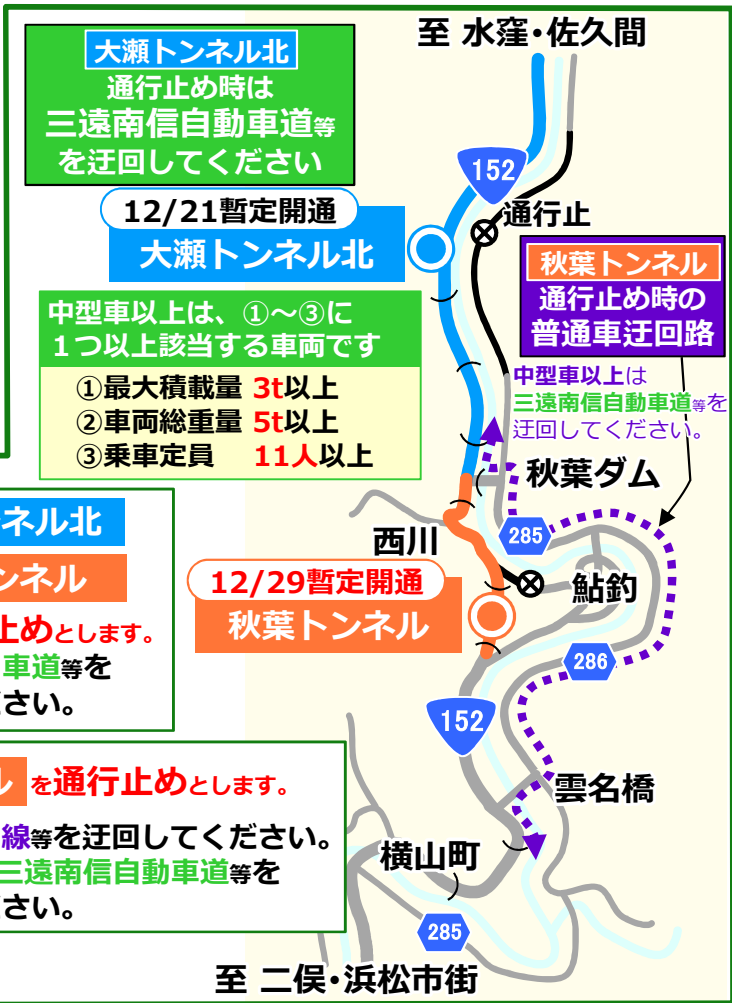 至 水窪・佐久間
大瀬トンネル北
通行止め時は
三遠南信自動車道等
を迂回してください
152
12/21暫定開通
大瀬トンネル北
通行止
秋葉トンネル
通行止め時の
普通車迂回路
中型車以上は、①～③に
１つ以上該当する車両です
①最大積載量 3t以上
②車両総重量 5t以上
③乗車定員 11人以上
中型車以上は
三遠南信自動車道等を
迂回してください。
秋葉ダム
285
西川
鮎釣
12/29暫定開通
秋葉トンネル
286
ネル北
ンネル
止めとします。
車道等を
さい。
152
雲名橋
ル を通行止めとします。
線等を迂回してください。
三遠南信自動車道等を
さい。
横山町
285
至 二俣・浜松市街